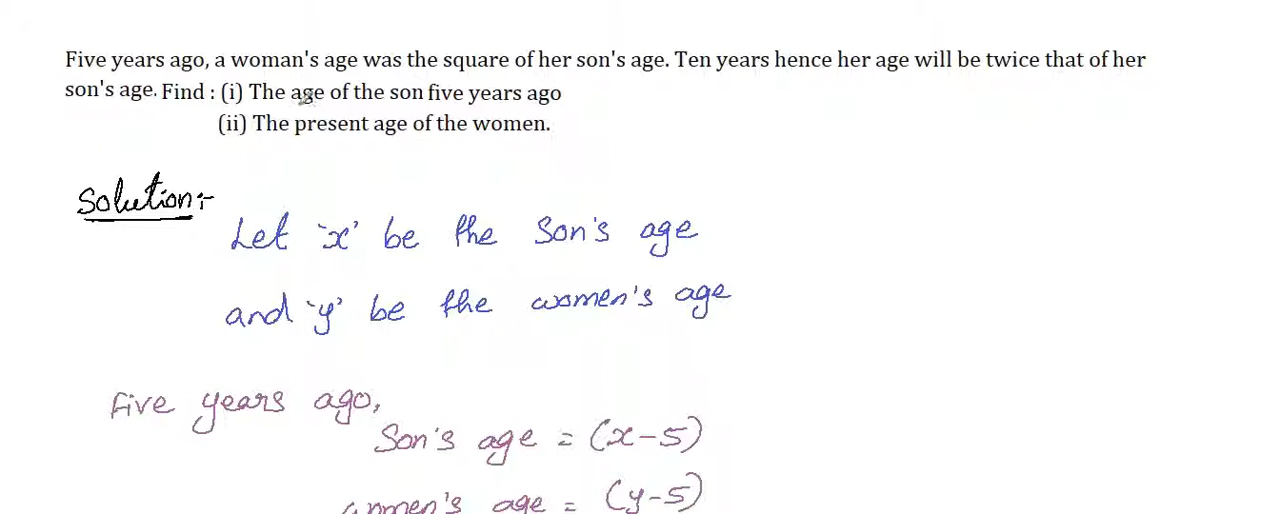 Five years ago, a woman's age was the square of her son's age. Ten years hence her age will be twice that of her
son's age. Find : (i) The age of the son five years ago
(ii) The present age of the women.
Solution:-
Let 'x' be the Son's age
and 'y' be the women's age
Five years ago,
Son's age = (x-5)
women's age = (y-5)